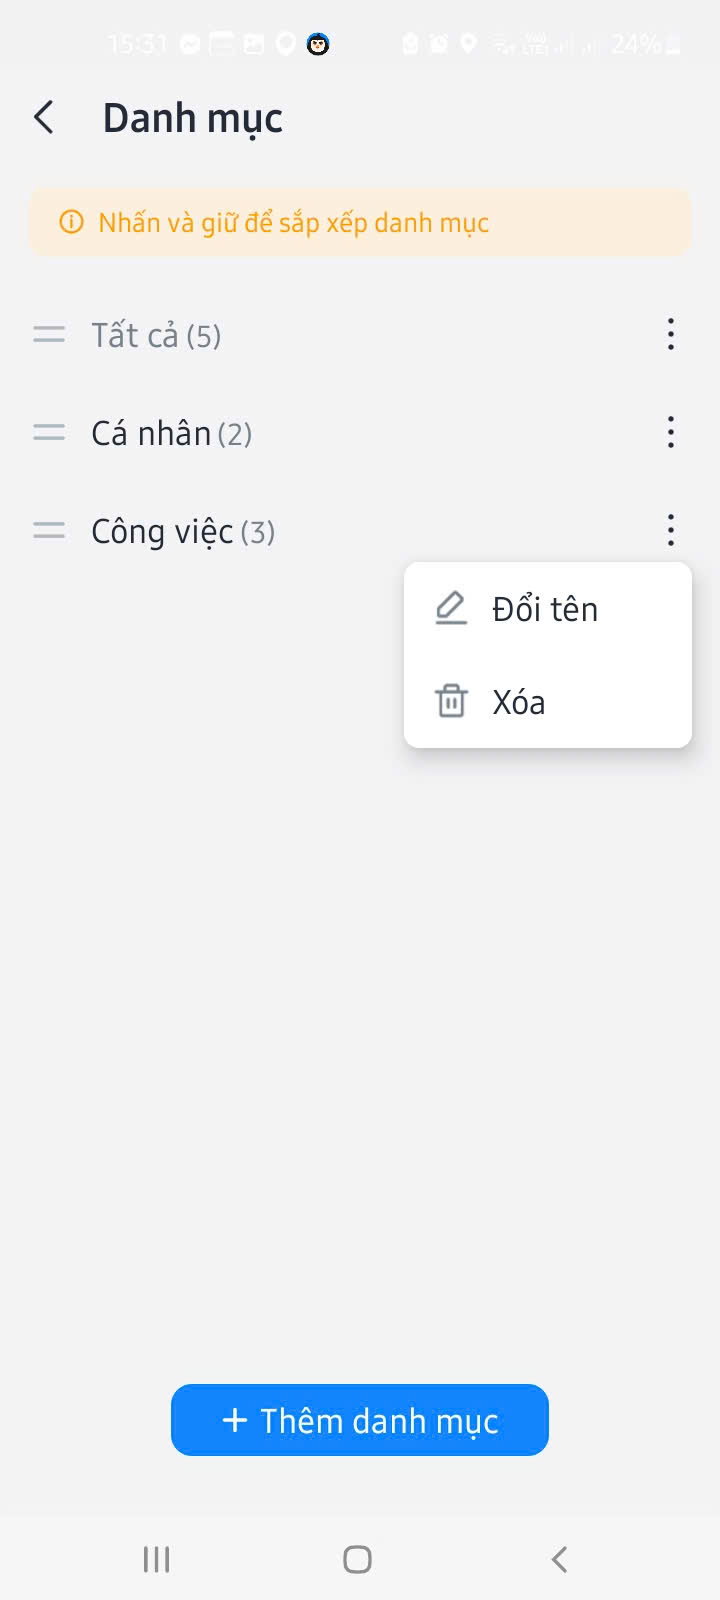 15:31 24%
Danh mục
Nhấn và giữ để sắp xếp danh mục
Tất cả (5)
Cá nhân (2)
Công việc (3)
Đổi tên
Xóa
+ Thêm danh mục